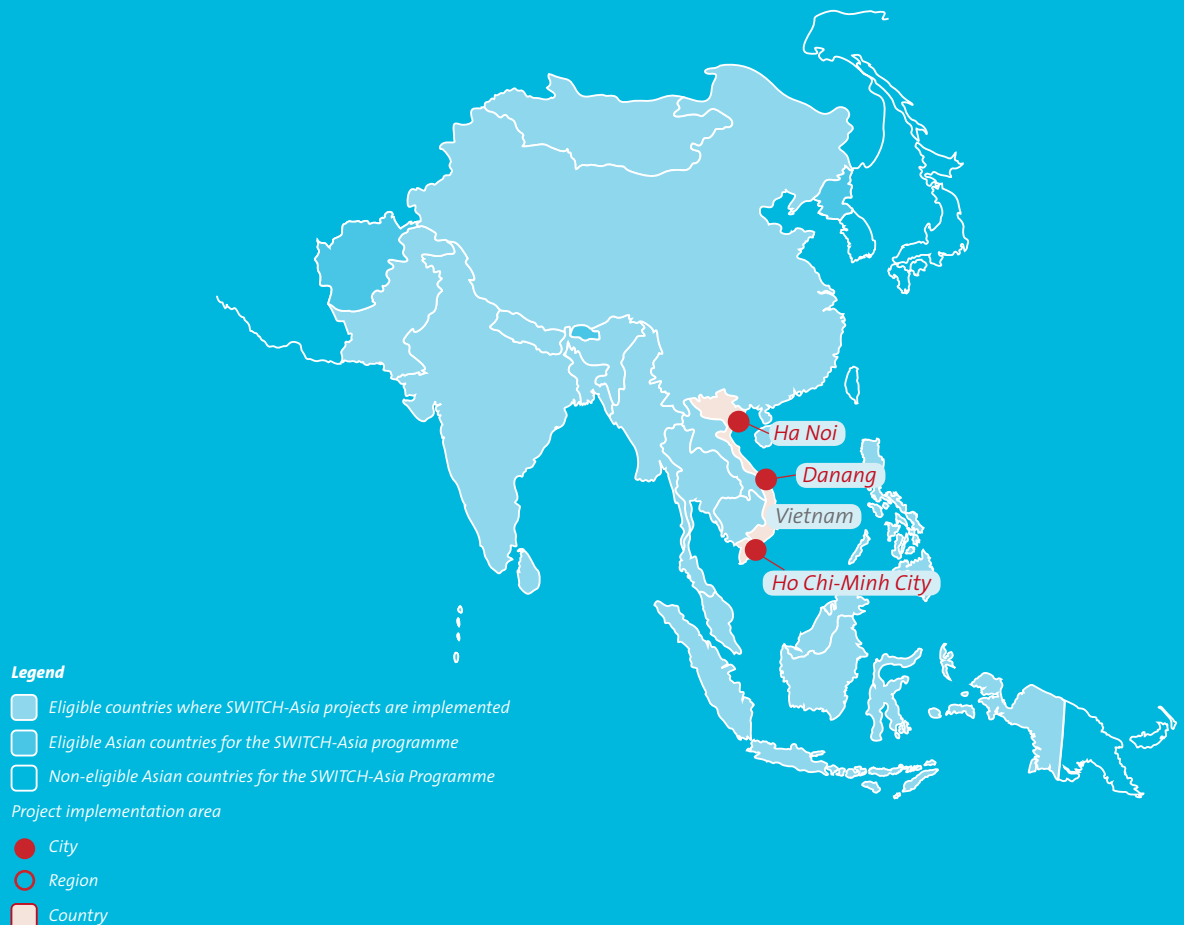 Ha Noi
Danang
Vietnam
Ho Chi-Minh City
Legend
Eligible countries where SWITCH-Asia projects are implemented
Eligible Asian countries for the SWITCH-Asia programme
Non-eligible Asian countries for the SWITCH-Asia Programme
Project implementation area
City
Region
Country